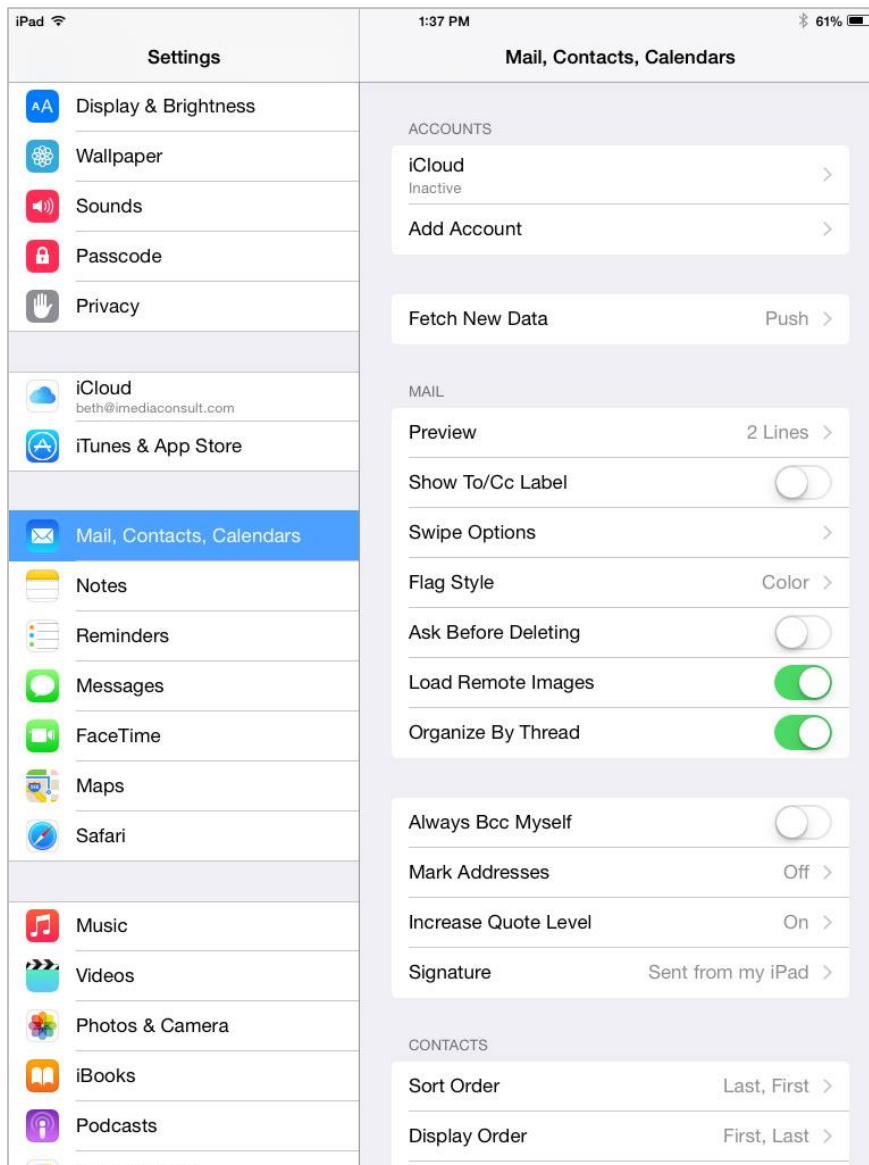 iPad
1:37 PM
61%
Settings
AA Display & Brightness
Wallpaper
Sounds
Passcode
Privacy
iCloud
beth@imediaconsult.com
iTunes & App Store
Mail, Contacts, Calendars
Notes
Reminders
Messages
FaceTime
Maps
Safari
Music
Videos
Photos & Camera
iBooks
Podcasts
Mail, Contacts, Calendars
ACCOUNTS
iCloud
Inactive
Add Account
Fetch New Data Push
MAIL
Preview 2 Lines
Show To/Cc Label
Swipe Options
Flag Style Color
Ask Before Deleting
Load Remote Images
Organize By Thread
Always Bcc Myself
Mark Addresses Off
Increase Quote Level On
Signature Sent from my iPad
CONTACTS
Sort Order Last, First
Display Order First, Last